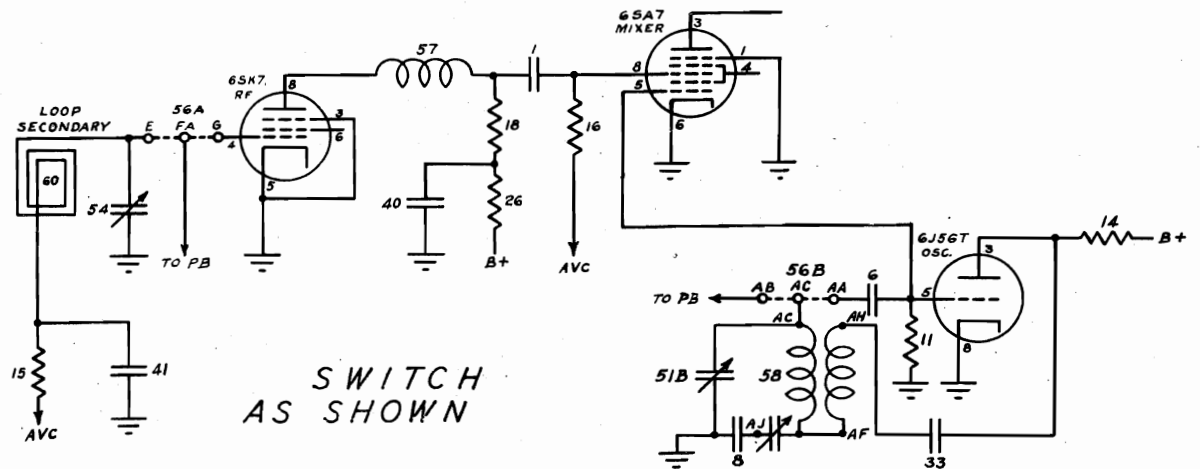 6SA7
MIXER
3
1
8
4
5
6
57
1
6SK7
RF
8
3
6
4
5
LOOP
SECONDARY
56A
E FA G
60
54
TO PB
18
16
40
26
B+
AVC
15
41
AVC
SWITCH
AS SHOWN
6J5GT
OSC.
3
14
B+
5
8
56B
TO PB
AB AC AA
6
11
AC
AH
51B
58
AJ
AF
8
33